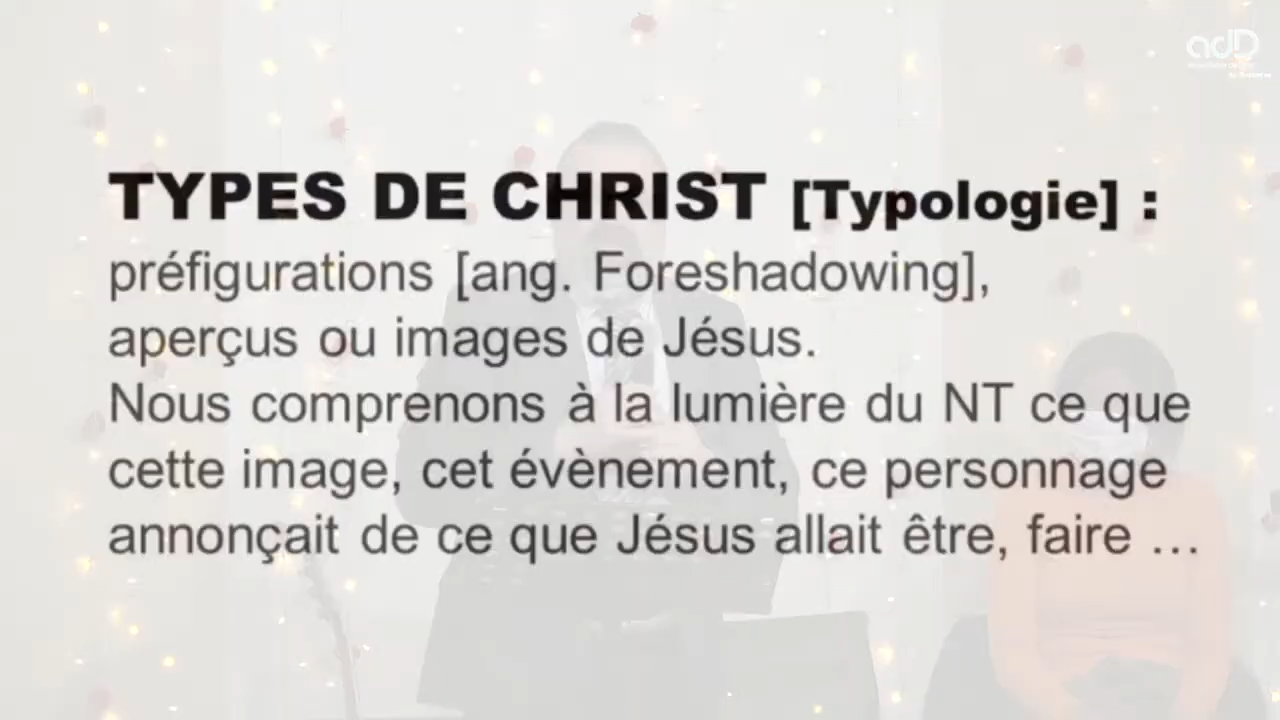 adD
TYPES DE CHRIST [Typologie] :
préfigurations [ang. Foreshadowing],
aperçus ou images de Jésus.
Nous comprenons à la lumière du NT ce que
cette image, cet évènement, ce personnage
annonçait de ce que Jésus allait être, faire …